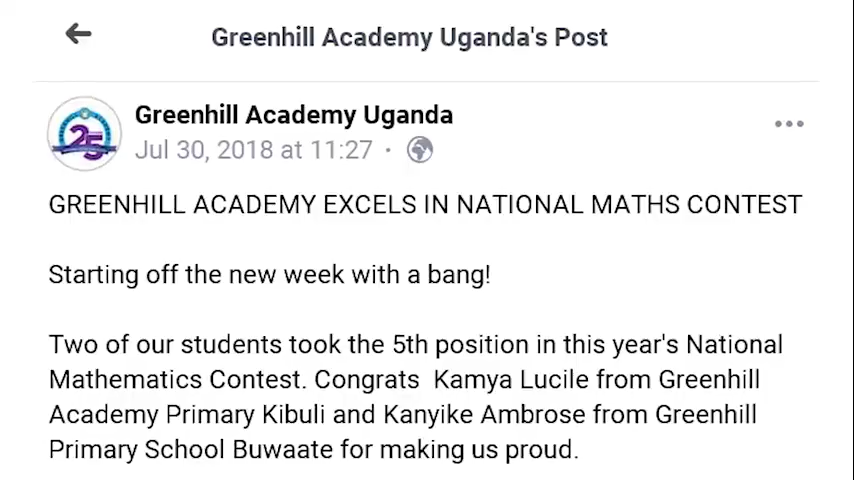 Greenhill Academy Uganda's Post
25
Greenhill Academy Uganda
Jul 30, 2018 at 11:27 ·
GREENHILL ACADEMY EXCELS IN NATIONAL MATHS CONTEST
Starting off the new week with a bang!
Two of our students took the 5th position in this year's National
Mathematics Contest. Congrats  Kamya Lucile from Greenhill
Academy Primary Kibuli and Kanyike Ambrose from Greenhill
Primary School Buwaate for making us proud.